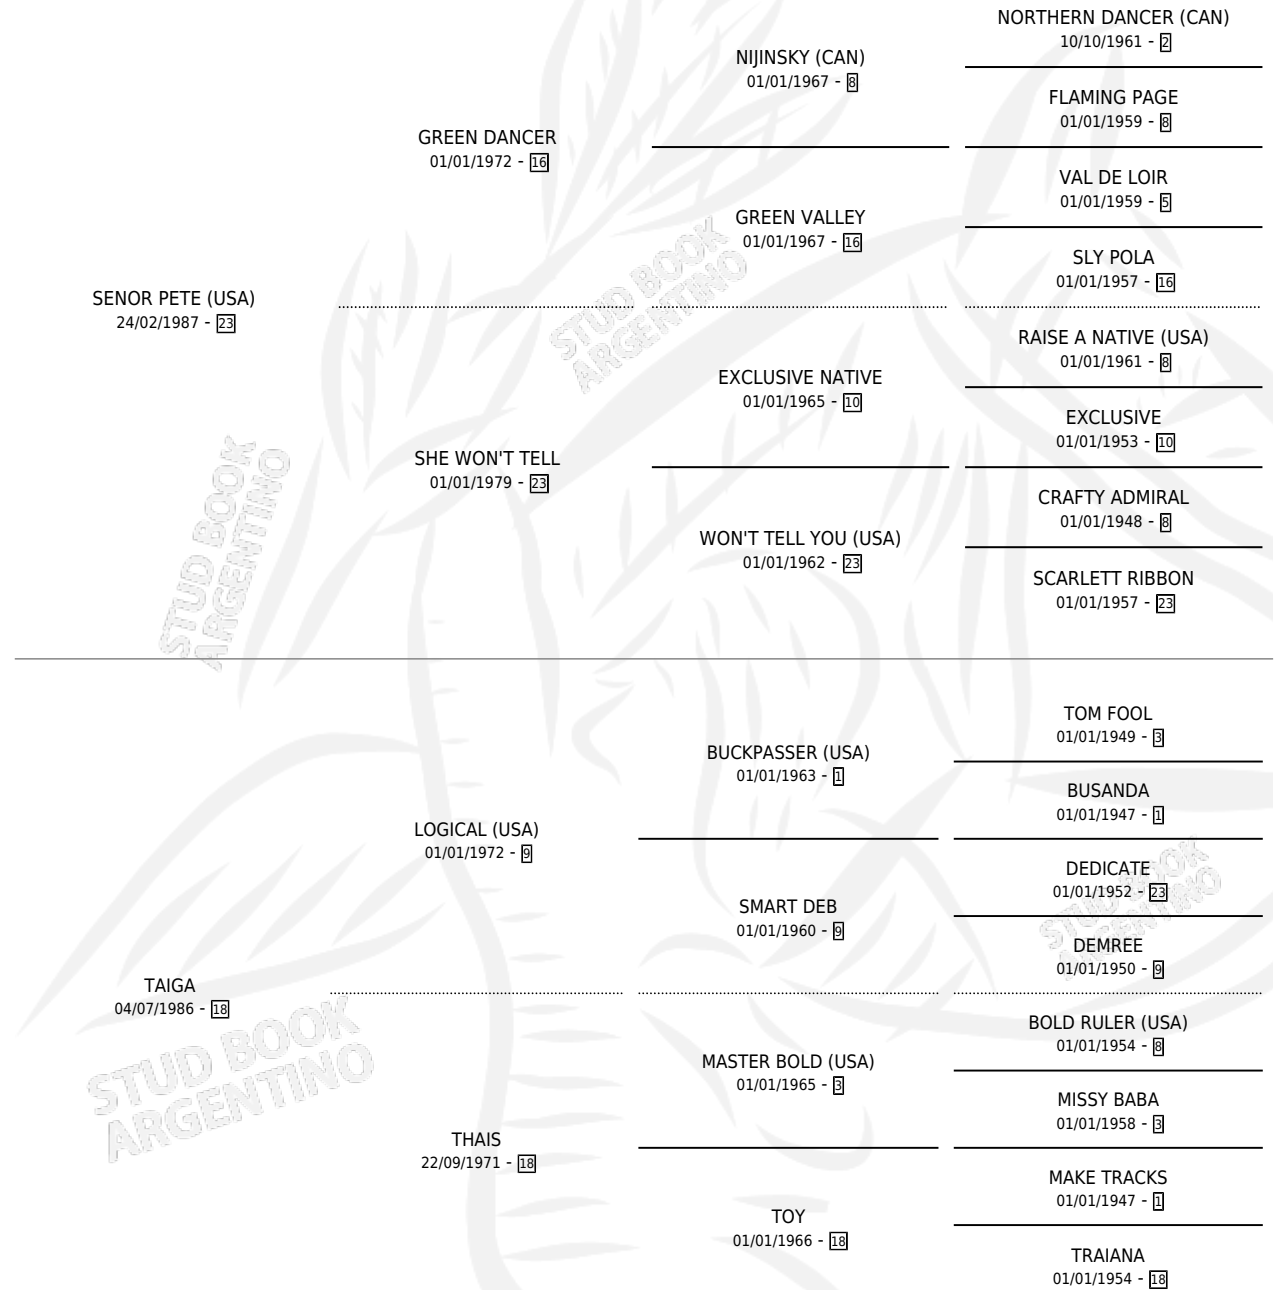 NORTHERN DANCER (CAN)
10/10/1961 - 2
NIJINSKY (CAN)
01/01/1967 - 8
FLAMING PAGE
01/01/1959 - 8
GREEN DANCER
01/01/1972 - 16
VAL DE LOIR
01/01/1959 - 5
GREEN VALLEY
01/01/1967 - 16
SLY POLA
01/01/1957 - 16
SENOR PETE (USA)
24/02/1987 - 23
RAISE A NATIVE (USA)
01/01/1961 - 8
EXCLUSIVE NATIVE
01/01/1965 - 10
EXCLUSIVE
01/01/1953 - 10
SHE WON'T TELL
01/01/1979 - 23
CRAFTY ADMIRAL
01/01/1948 - 8
WON'T TELL YOU (USA)
01/01/1962 - 23
SCARLETT RIBBON
01/01/1957 - 23
TOM FOOL
01/01/1949 - 3
BUCKPASSER (USA)
01/01/1963 - 1
BUSANDA
01/01/1947 - 1
LOGICAL (USA)
01/01/1972 - 9
DEDICATE
01/01/1952 - 23
SMART DEB
01/01/1960 - 9
DEMREE
01/01/1950 - 9
TAIGA
04/07/1986 - 18
BOLD RULER (USA)
01/01/1954 - 8
MASTER BOLD (USA)
01/01/1965 - 3
MISSY BABA
01/01/1958 - 3
THAIS
22/09/1971 - 18
MAKE TRACKS
01/01/1947 - 1
TOY
01/01/1966 - 18
TRAIANA
01/01/1954 - 18
STUD BOOK
ARGENTINO
STUD BOOK
ARGENTINO
STUD BOOK
ARGENTINO
STUD BOOK
ARGENTINO